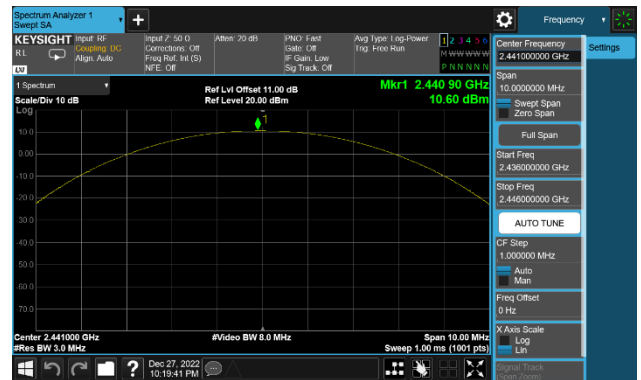 Spectrum Analyzer 1
Swept SA
Frequency
KEYSIGHT
Input: RF
Input Z: 50 Ω
Atten: 20 dB
PNO: Fast
Avg Type: Log-Power
1 2 3 4 5 6
RL
Coupling: DC
Corrections: Off
Gate: Off
Trig: Free Run
M W W W W W
Align: Auto
Freq Ref: Int (S)
IF Gain: Low
NFE: Off
Sig Track: Off
P N N N N N
LXI
Center Frequency
Settings
2.441000000 GHz
Span
10.0000000 MHz
Swept Span
Zero Span
Full Span
Start Freq
2.436000000 GHz
Stop Freq
2.446000000 GHz
AUTO TUNE
CF Step
1.000000 MHz
Auto
Man
Freq Offset
0 Hz
X Axis Scale
Log
Lin
Signal Track
(Span Zoom)
1 Spectrum
Scale/Div 10 dB
Ref Lvl Offset 11.00 dB
Ref Level 20.00 dBm
Mkr1 2.440 90 GHz
10.60 dBm
Log
1
10.0
0.00
-10.0
-20.0
-30.0
-40.0
-50.0
-60.0
-70.0
Center 2.441000 GHz
#Video BW 8.0 MHz
Span 10.00 MHz
#Res BW 3.0 MHz
Sweep 1.00 ms (1001 pts)
Dec 27, 2022
10:19:41 PM